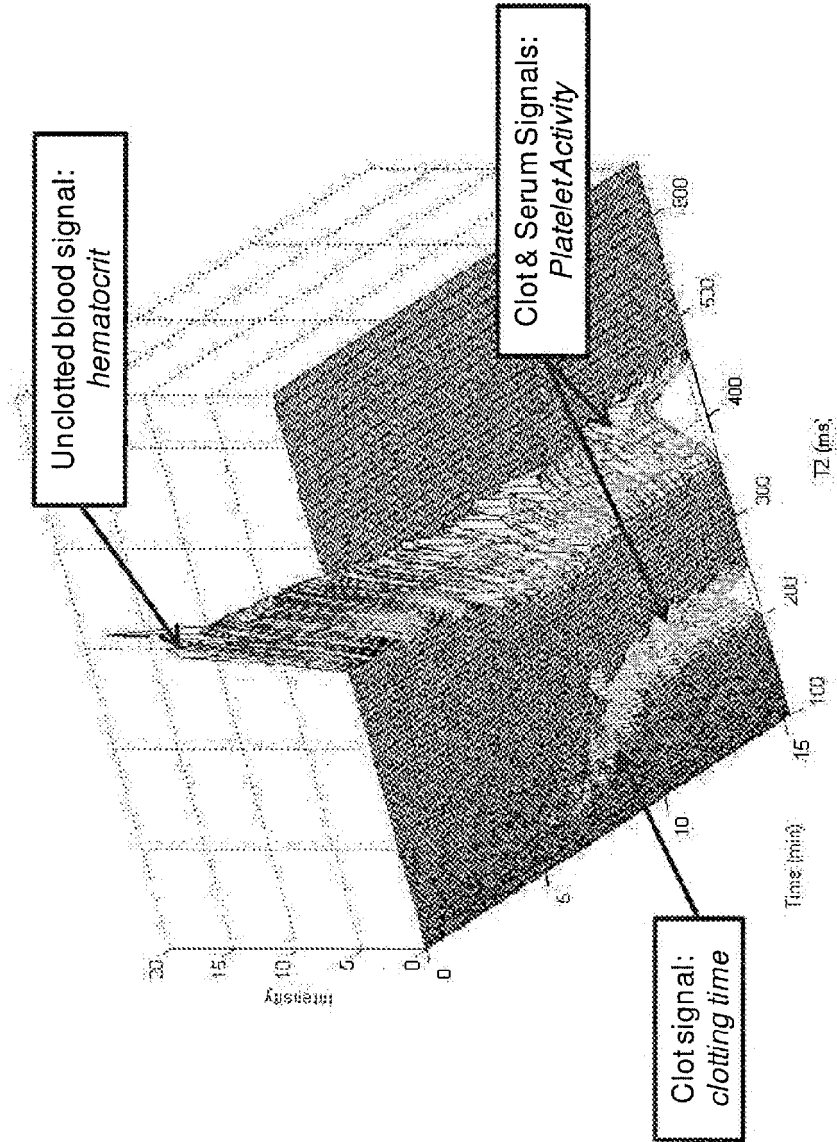 Unclotted blood signal:
hematocrit
Clot & Serum Signals:
Platelet Activity
Clot signal:
clotting time
Intensity
20
15
10
5
0
0
5
10
15
Time (min)
100
200
300
400
500
600
T2 (ms)